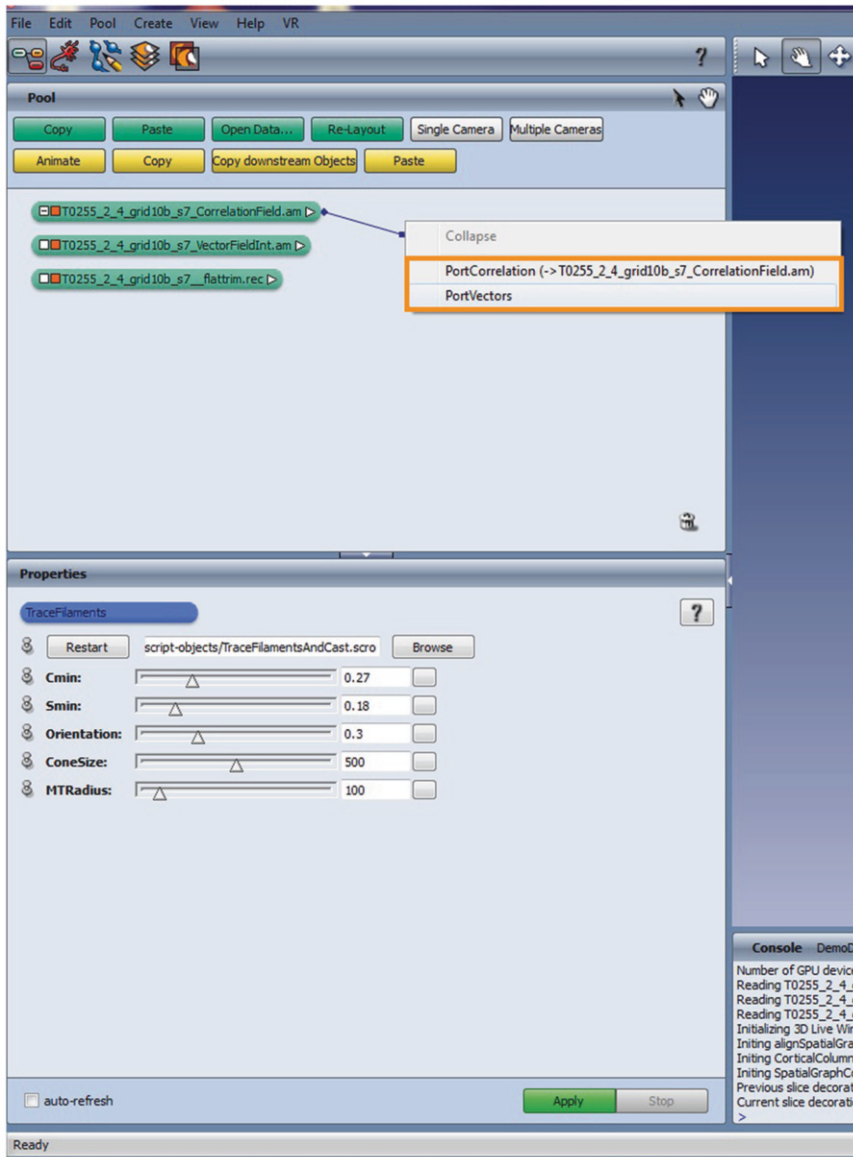 File Edit Pool Create View Help VR
?
Pool
Copy Paste Open Data... Re-Layout Single Camera Multiple Cameras
Animate Copy Copy downstream Objects Paste
T0255_2_4_grid10b_s7_CorrelationField.am
Collapse
T0255_2_4_grid10b_s7_VectorFieldInt.am
PortCorrelation (->T0255_2_4_grid10b_s7_CorrelationField.am)
T0255_2_4_grid10b_s7__flattrim.rec
PortVectors
Properties
TraceFilaments ?
Restart script-objects/TraceFilamentsAndCast.scro Browse
Cmin: 0.27
Smin: 0.18
Orientation: 0.3
ConeSize: 500
MTRadius: 100
Console DemoD
Number of GPU device
Reading T0255_2_4_
Reading T0255_2_4_
Reading T0255_2_4_
Initializing 3D Live Wir
Initing alignSpatialGra
Initing CorticalColumn
Initing SpatialGraphCo
Previous slice decorat
Current slice decorati
>
auto-refresh Apply Stop
Ready